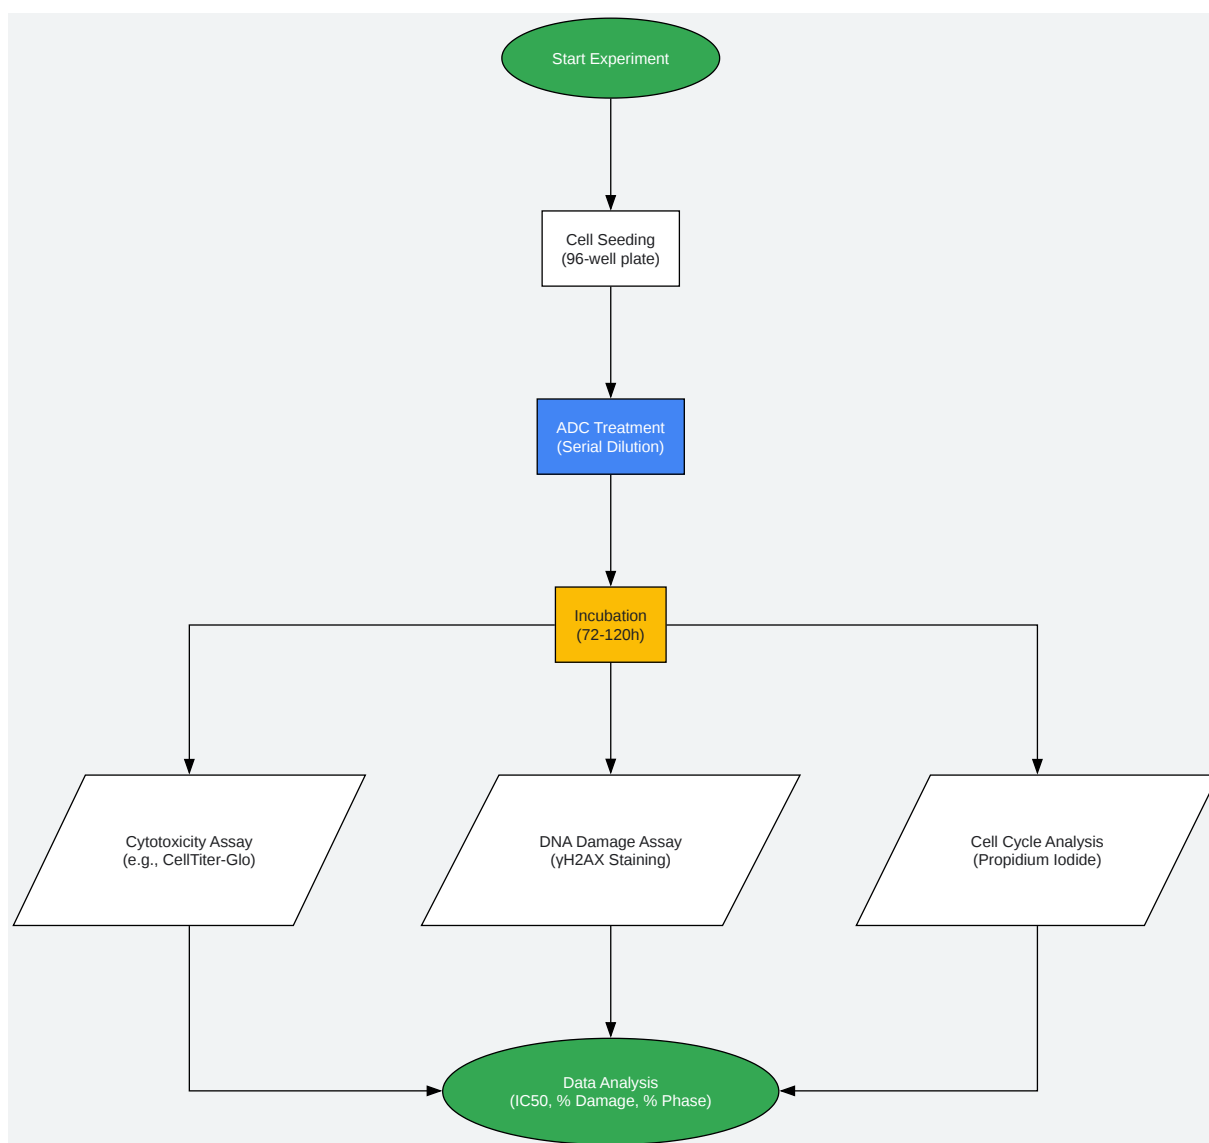 Start Experiment
Cell Seeding
(96-well plate)
ADC Treatment
(Serial Dilution)
Incubation
(72-120h)
Cytotoxicity Assay
(e.g., CellTiter-Glo)
DNA Damage Assay
(γH2AX Staining)
Cell Cycle Analysis
(Propidium Iodide)
Data Analysis
(IC50, % Damage, % Phase)